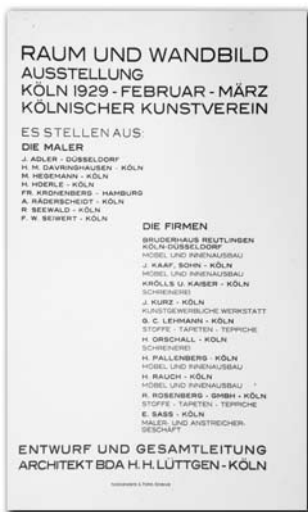 RAUM UND WANDBILD
AUSSTELLUNG
KÖLN 1929 - FEBRUAR - MÄRZ
KÖLNISCHER KUNSTVEREIN
ES STELLEN AUS:
DIE MALER
J. ADLER - DÜSSELDORF
H. M. DAVRINGHAUSEN - KÖLN
M. HEGEMANN - KÖLN
H. HOERLE - KÖLN
FR. KRONENBERG - HAMBURG
A. RÄDERSCHEIDT - KÖLN
R. SEEWALD - KÖLN
F. W. SEIWERT - KÖLN
DIE FIRMEN
BRUDERHAUS REUTLINGEN
KÖLN-DÜSSELDORF
MÖBEL UND INNENAUSBAU
J. KAAF, SOHN - KÖLN
MÖBEL UND INNENAUSBAU
KRÖLLS U. KAISER - KÖLN
SCHREINEREI
J. KURZ - KÖLN
KUNSTGEWERBLICHE WERKSTATT
G. C. LEHMANN - KÖLN
STOFFE - TAPETEN - TEPPICHE
H. ORSCHALL - KÖLN
SCHREINEREI
H. PALLENBERG - KÖLN
MÖBEL UND INNENAUSBAU
H. RAUCH - KÖLN
MÖBEL UND INNENAUSBAU
R. ROSENBERG - GMBH - KÖLN
STOFFE - TAPETEN - TEPPICHE
E. SASS - KÖLN
MALER- UND ANSTREICHER-
GESCHÄFT
ENTWURF UND GESAMTLEITUNG
ARCHITEKT BDA H.H. LÜTTGEN - KÖLN